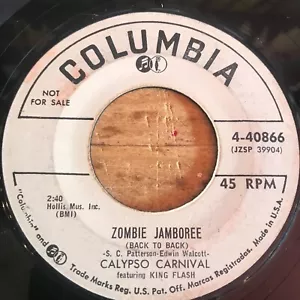 COLUMBIA
NOT
FOR SALE
4-40866
(JZSP 39904)
45 RPM
2:40
Hollis Mus. Inc.
(BMI)
ZOMBIE JAMBOREE
(BACK TO BACK)
-S. C. Patterson-Edwin Walcott-
CALYPSO CARNIVAL
featuring KING FLASH
"Columbia" and
Trade Marks Reg. U.S. Pat. Off. Marcas Registradas. Made in U.S.A.